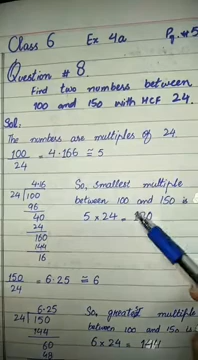 Class 6 Ex 4a Pg. #5
Question # 8.
Find two numbers between
100 and 150 with HCF 24.
Sol:
The numbers are multiples of 24.
100/24 = 4.166 ≅ 5
4.16
24 ) 100
96
40
24
160
144
16
So, smallest multiple
between 100 and 150 is
5 × 24 =
150/24 = 6.25 ≅ 6
6.25
24 ) 150
144
60
48
So, greatest multiple
between 100 and 150 is
6 × 24 = 144